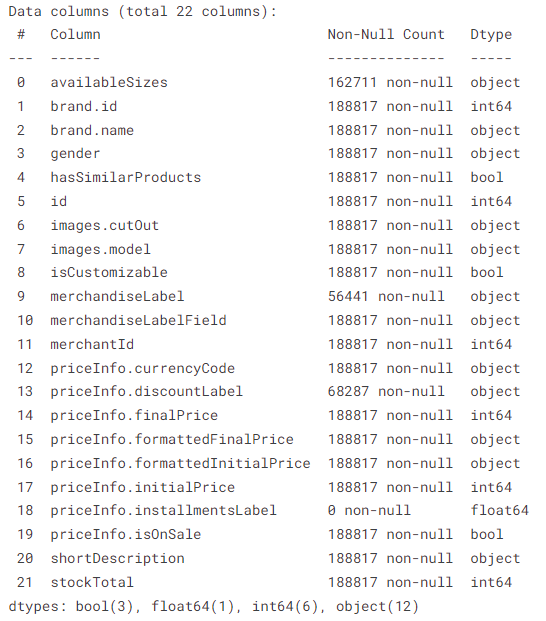 Data columns (total 22 columns):
 #   Column                          Non-Null Count   Dtype
---  ------                          --------------   -----
 0   availableSizes                  162711 non-null  object
 1   brand.id                        188817 non-null  int64
 2   brand.name                      188817 non-null  object
 3   gender                          188817 non-null  object
 4   hasSimilarProducts              188817 non-null  bool
 5   id                              188817 non-null  int64
 6   images.cutOut                   188817 non-null  object
 7   images.model                    188817 non-null  object
 8   isCustomizable                  188817 non-null  bool
 9   merchandiseLabel                56441 non-null   object
 10  merchandiseLabelField           188817 non-null  object
 11  merchantId                      188817 non-null  int64
 12  priceInfo.currencyCode          188817 non-null  object
 13  priceInfo.discountLabel         68287 non-null   object
 14  priceInfo.finalPrice            188817 non-null  int64
 15  priceInfo.formattedFinalPrice   188817 non-null  object
 16  priceInfo.formattedInitialPrice 188817 non-null  object
 17  priceInfo.initialPrice          188817 non-null  int64
 18  priceInfo.installmentsLabel     0 non-null       float64
 19  priceInfo.isOnSale              188817 non-null  bool
 20  shortDescription                188817 non-null  object
 21  stockTotal                      188817 non-null  int64
dtypes: bool(3), float64(1), int64(6), object(12)